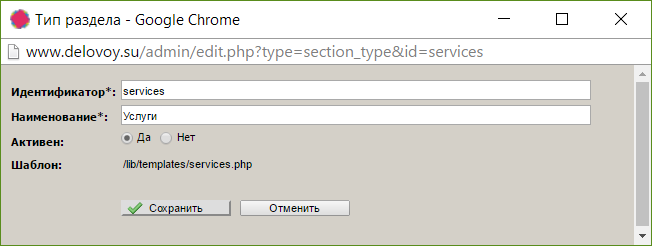 Тип раздела - Google Chrome
www.delovoy.su/admin/edit.php?type=section_type&id=services
Идентификатор*: services
Наименование*: Услуги
Активен: Да Нет
Шаблон: /lib/templates/services.php
Сохранить Отменить